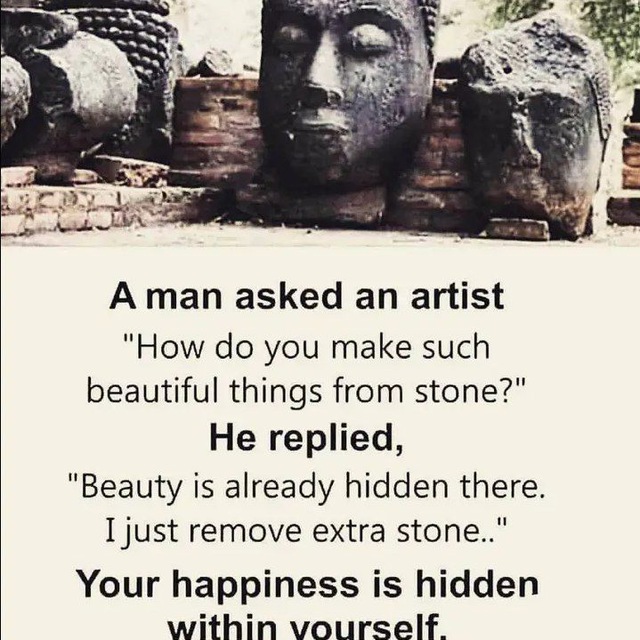 A man asked an artist
"How do you make such
beautiful things from stone?"
He replied,
"Beauty is already hidden there.
I just remove extra stone.."
Your happiness is hidden
within yourself.